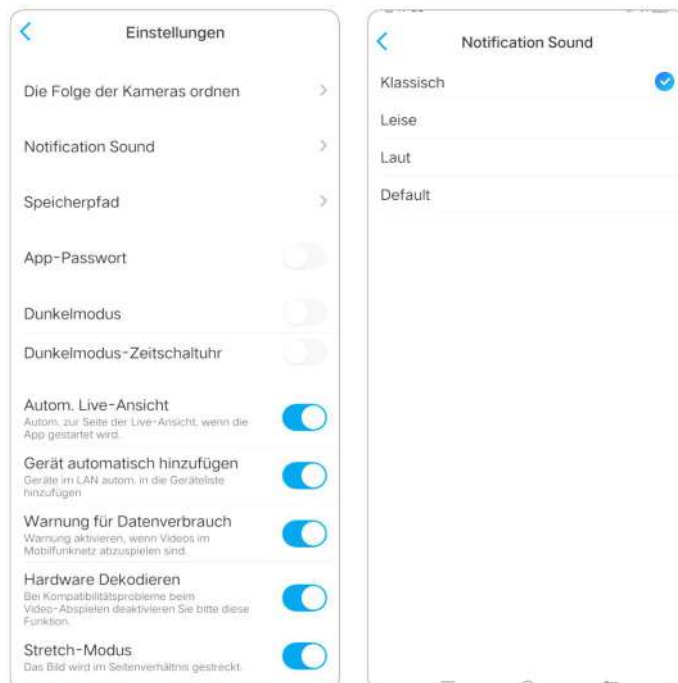 Einstellungen
Die Folge der Kameras ordnen
Notification Sound
Speicherpfad
App-Passwort
Dunkelmodus
Dunkelmodus-Zeitschaltuhr
Autom. Live-Ansicht
Autom. zur Seite der Live-Ansicht, wenn die
App gestartet wird.
Gerät automatisch hinzufügen
Geräte im LAN autom. in die Geräteliste
hinzufügen
Warnung für Datenverbrauch
Warnung aktivieren, wenn Videos im
Mobilfunknetz abzuspielen sind.
Hardware Dekodieren
Bei Kompatibilitätsprobleme beim
Video-Abspielen deaktivieren Sie bitte diese
Funktion.
Stretch-Modus
Das Bild wird im Seitenverhältnis gestreckt.
Notification Sound
Klassisch
Leise
Laut
Default